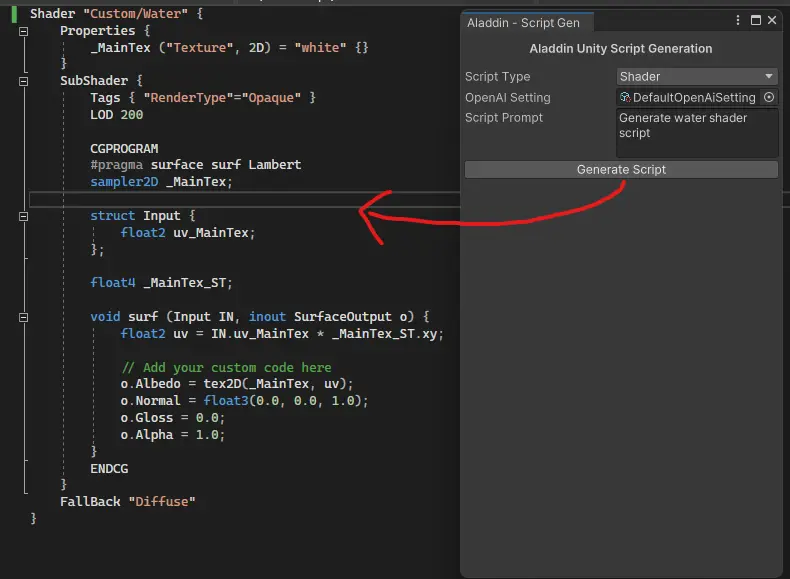 Shader "Custom/Water" {
Properties {
_MainTex ("Texture", 2D) = "white" {}
}
SubShader {
Tags { "RenderType"="Opaque" }
LOD 200
CGPROGRAM
#pragma surface surf Lambert
sampler2D _MainTex;
struct Input {
float2 uv_MainTex;
};
float4 _MainTex_ST;
void surf (Input IN, inout SurfaceOutput o) {
float2 uv = IN.uv_MainTex * _MainTex_ST.xy;
// Add your custom code here
o.Albedo = tex2D(_MainTex, uv);
o.Normal = float3(0.0, 0.0, 1.0);
o.Gloss = 0.0;
o.Alpha = 1.0;
}
ENDCG
}
FallBack "Diffuse"
}
Aladdin - Script Gen
Aladdin Unity Script Generation
Script Type Shader
OpenAI Setting DefaultOpenAiSetting
Script Prompt Generate water shader
script
Generate Script